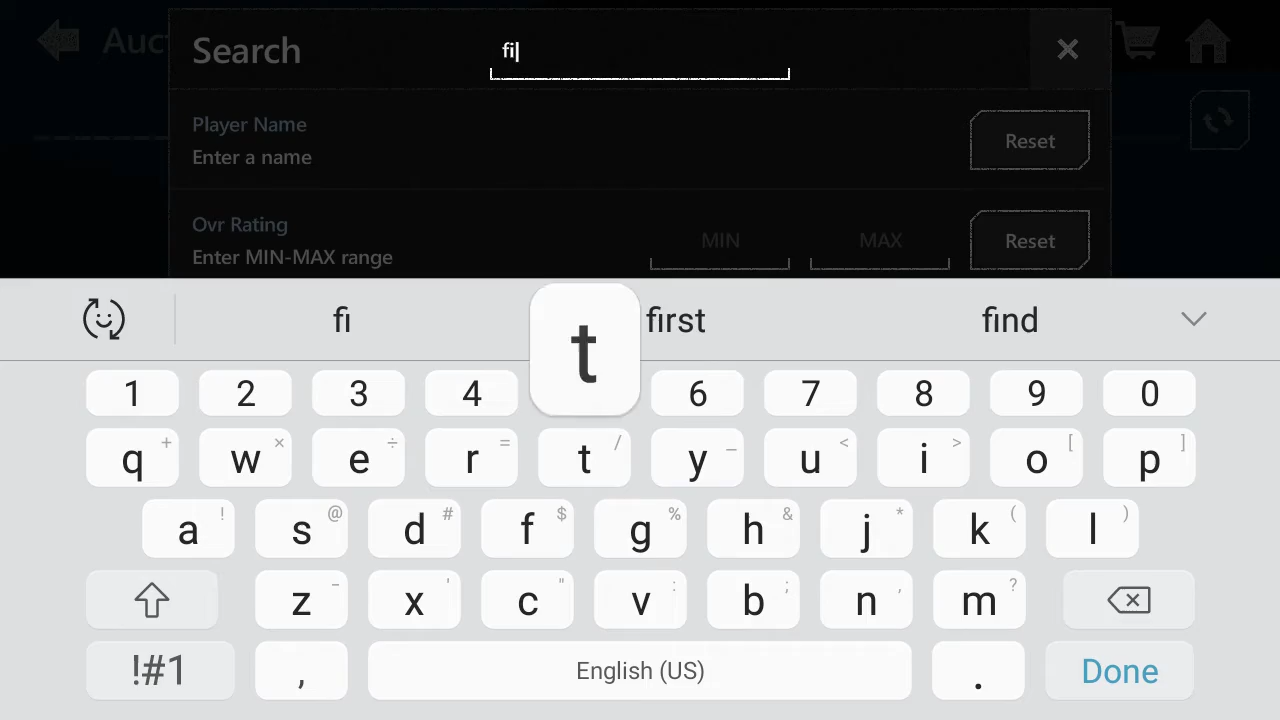 Auc
Search
fi
Player Name
Enter a name
Reset
Ovr Rating
Enter MIN-MAX range
MIN
MAX
Reset
fi
first
find
t
1 2 3 4 6 7 8 9 0
q + w × e ÷ r = t / y _ u < i > o [ p ]
a ! s @ d # f $ g % h & j * k ( l )
z - x ' c " v : b ; n , m ?
!#1 , English (US) . Done